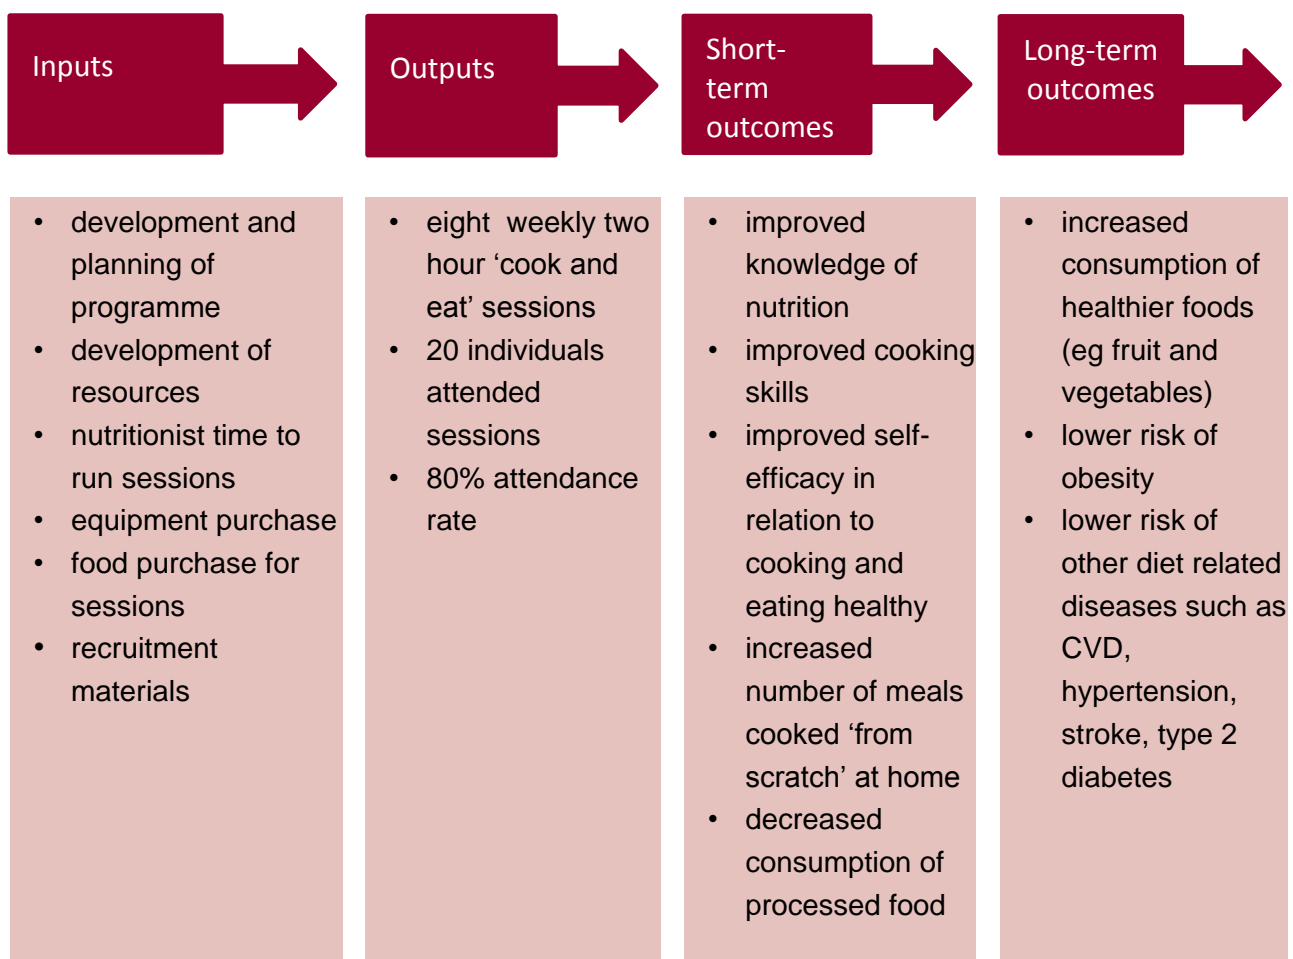 Inputs
Outputs
Short-
term
outcomes
Long-term
outcomes
• development and
planning of
programme
• development of
resources
• nutritionist time to
run sessions
• equipment purchase
• food purchase for
sessions
• recruitment
materials
• eight  weekly two
hour ‘cook and
eat’ sessions
• 20 individuals
attended
sessions
• 80% attendance
rate
• improved
knowledge of
nutrition
• improved cooking
skills
• improved self-
efficacy in
relation to
cooking and
eating healthy
• increased
number of meals
cooked ‘from
scratch’ at home
• decreased
consumption of
processed food
• increased
consumption of
healthier foods
(eg fruit and
vegetables)
• lower risk of
obesity
• lower risk of
other diet related
diseases such as
CVD,
hypertension,
stroke, type 2
diabetes